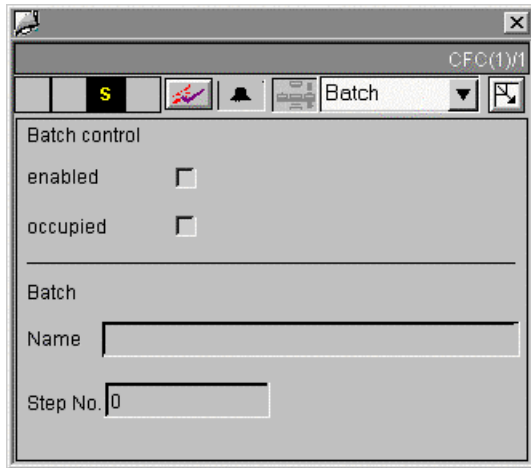 CFC(1)/1
S
Batch
Batch control
enabled
occupied
Batch
Name
Step No. 0